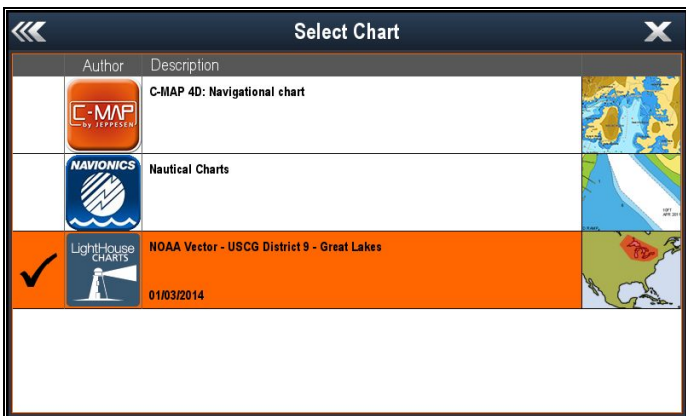 Select Chart
Author Description
C-MAP
by JEPPESEN
C-MAP 4D: Navigational chart
NAVIONICS
Nautical Charts
LightHouse
CHARTS
NOAA Vector - USCG District 9 - Great Lakes
01/03/2014